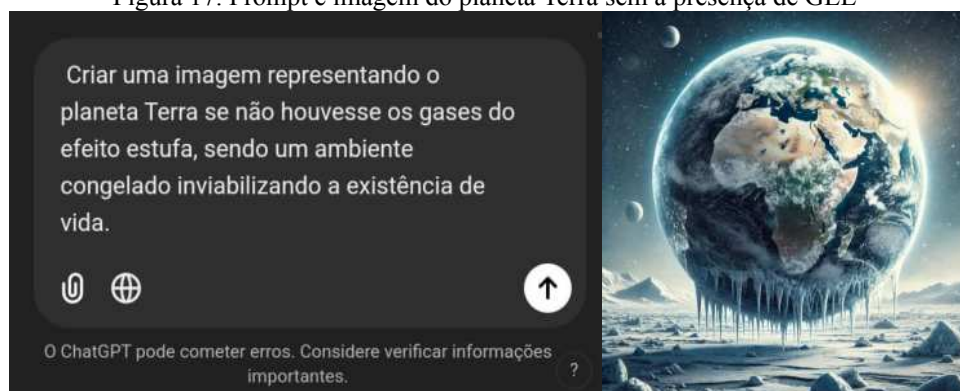 Figura 17. Prompt e imagem do planeta Terra sem a presença de GEE
Criar uma imagem representando o
planeta Terra se não houvesse os gases do
efeito estufa, sendo um ambiente
congelado inviabilizando a existência de
vida.
O ChatGPT pode cometer erros. Considere verificar informações
importantes.
?